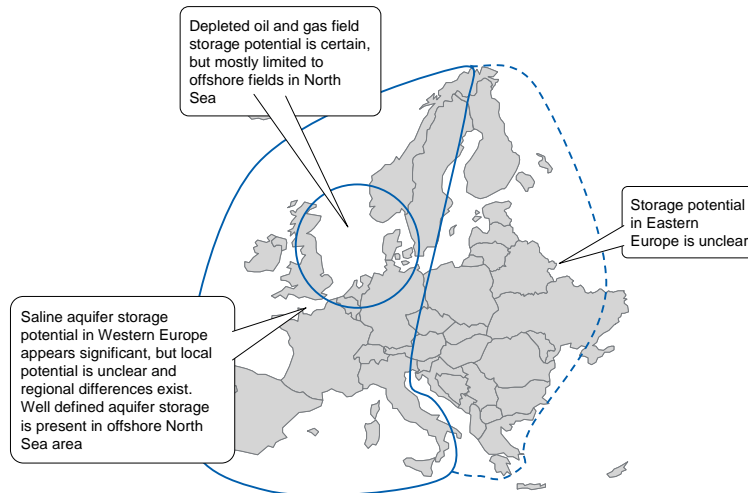 Depleted oil and gas field
storage potential is certain,
but mostly limited to
offshore fields in North
Sea
Storage potential
in Eastern
Europe is unclear
Saline aquifer storage
potential in Western Europe
appears significant, but local
potential is unclear and
regional differences exist.
Well defined aquifer storage
is present in offshore North
Sea area